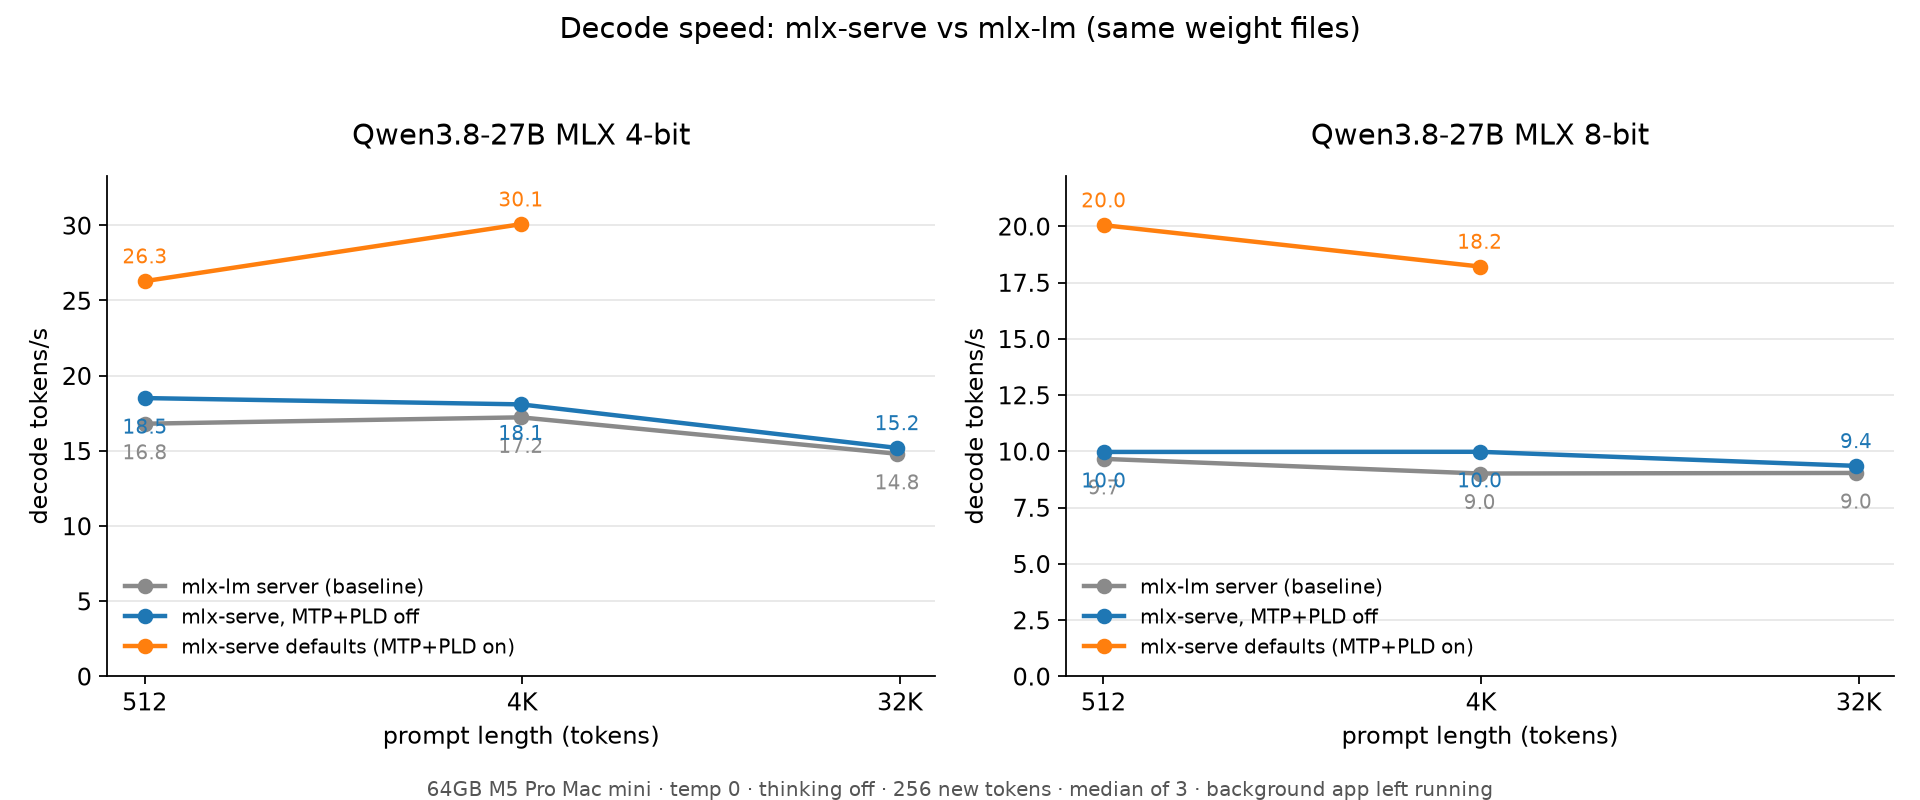 Decode speed: mlx-serve vs mlx-lm (same weight files)
Qwen3.8-27B MLX 4-bit
decode tokens/s
30
25
20
15
10
5
0
26.3
30.1
18.5
16.8
18.1
17.2
15.2
14.8
mlx-lm server (baseline)
mlx-serve, MTP+PLD off
mlx-serve defaults (MTP+PLD on)
512
4K
32K
prompt length (tokens)
Qwen3.8-27B MLX 8-bit
decode tokens/s
20.0
17.5
15.0
12.5
10.0
7.5
5.0
2.5
0.0
20.0
18.2
10.0
9.7
10.0
9.0
9.4
9.0
mlx-lm server (baseline)
mlx-serve, MTP+PLD off
mlx-serve defaults (MTP+PLD on)
512
4K
32K
prompt length (tokens)
64GB M5 Pro Mac mini · temp 0 · thinking off · 256 new tokens · median of 3 · background app left running